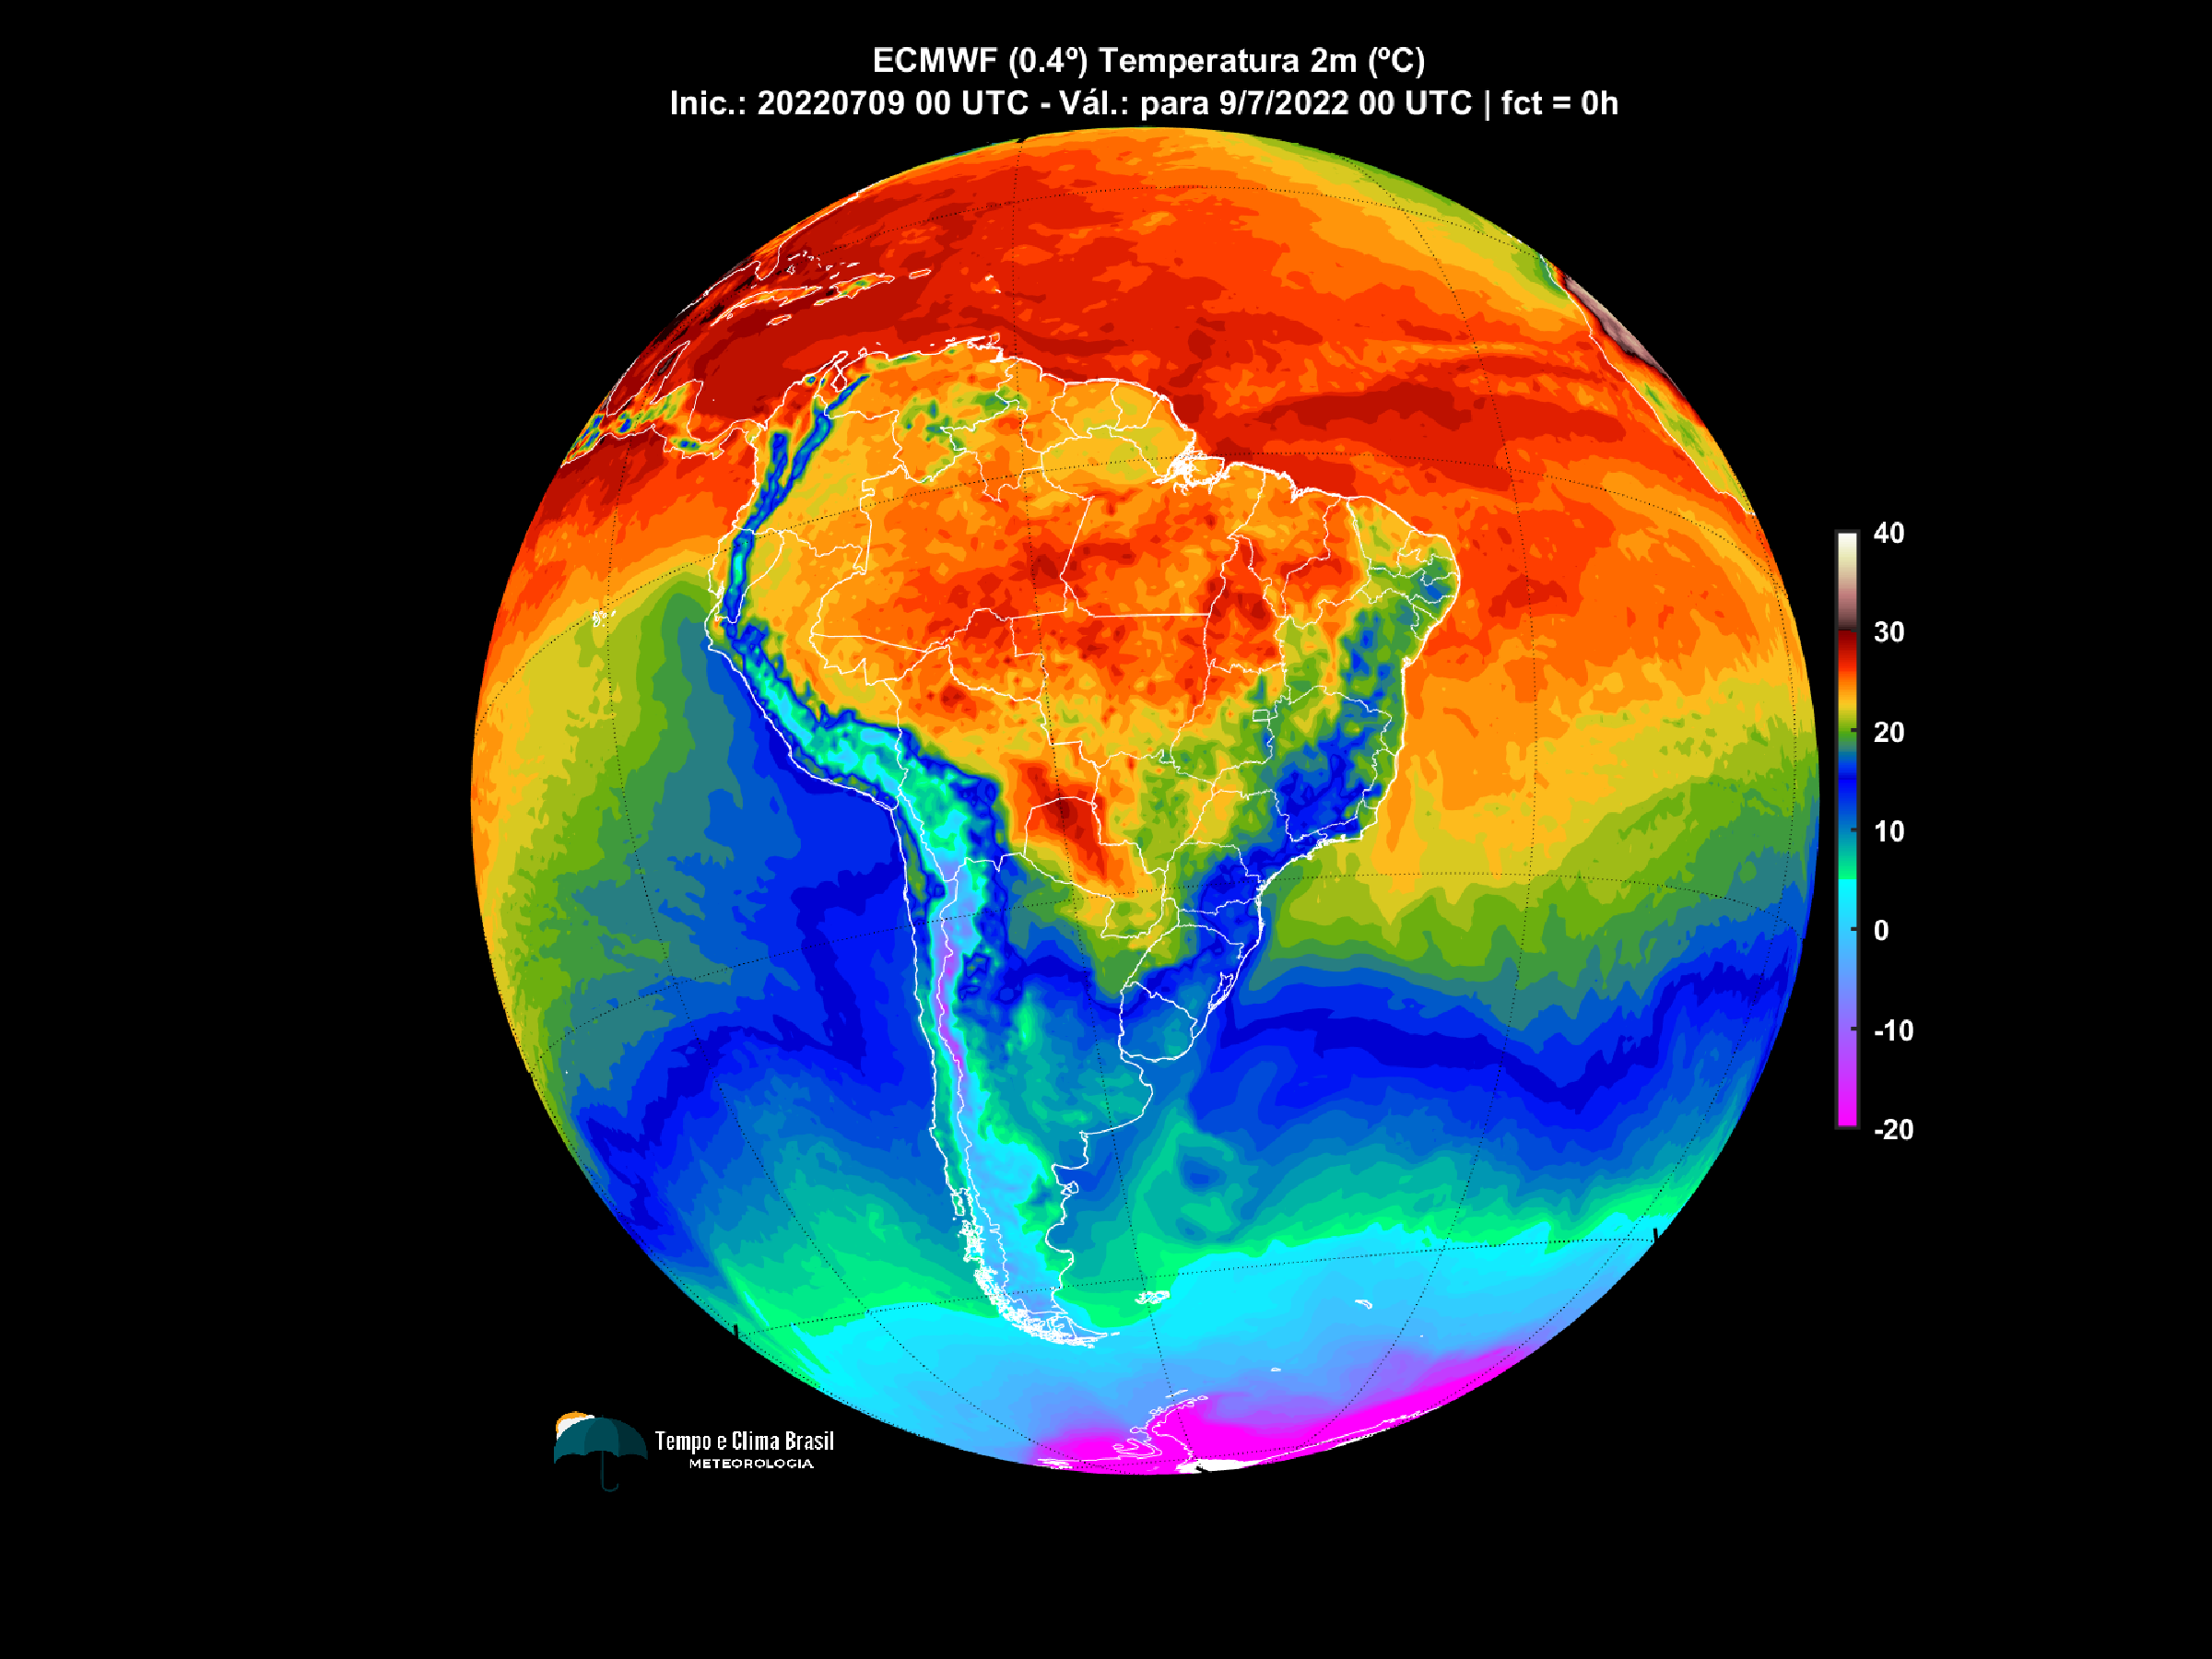 ECMWF (0.4º) Temperatura 2m (ºC)
Inic.: 20220709 00 UTC - Vál.: para 9/7/2022 00 UTC | fct = 0h
40
30
20
10
0
-10
-20
Tempo e Clima Brasil
METEOROLOGIA